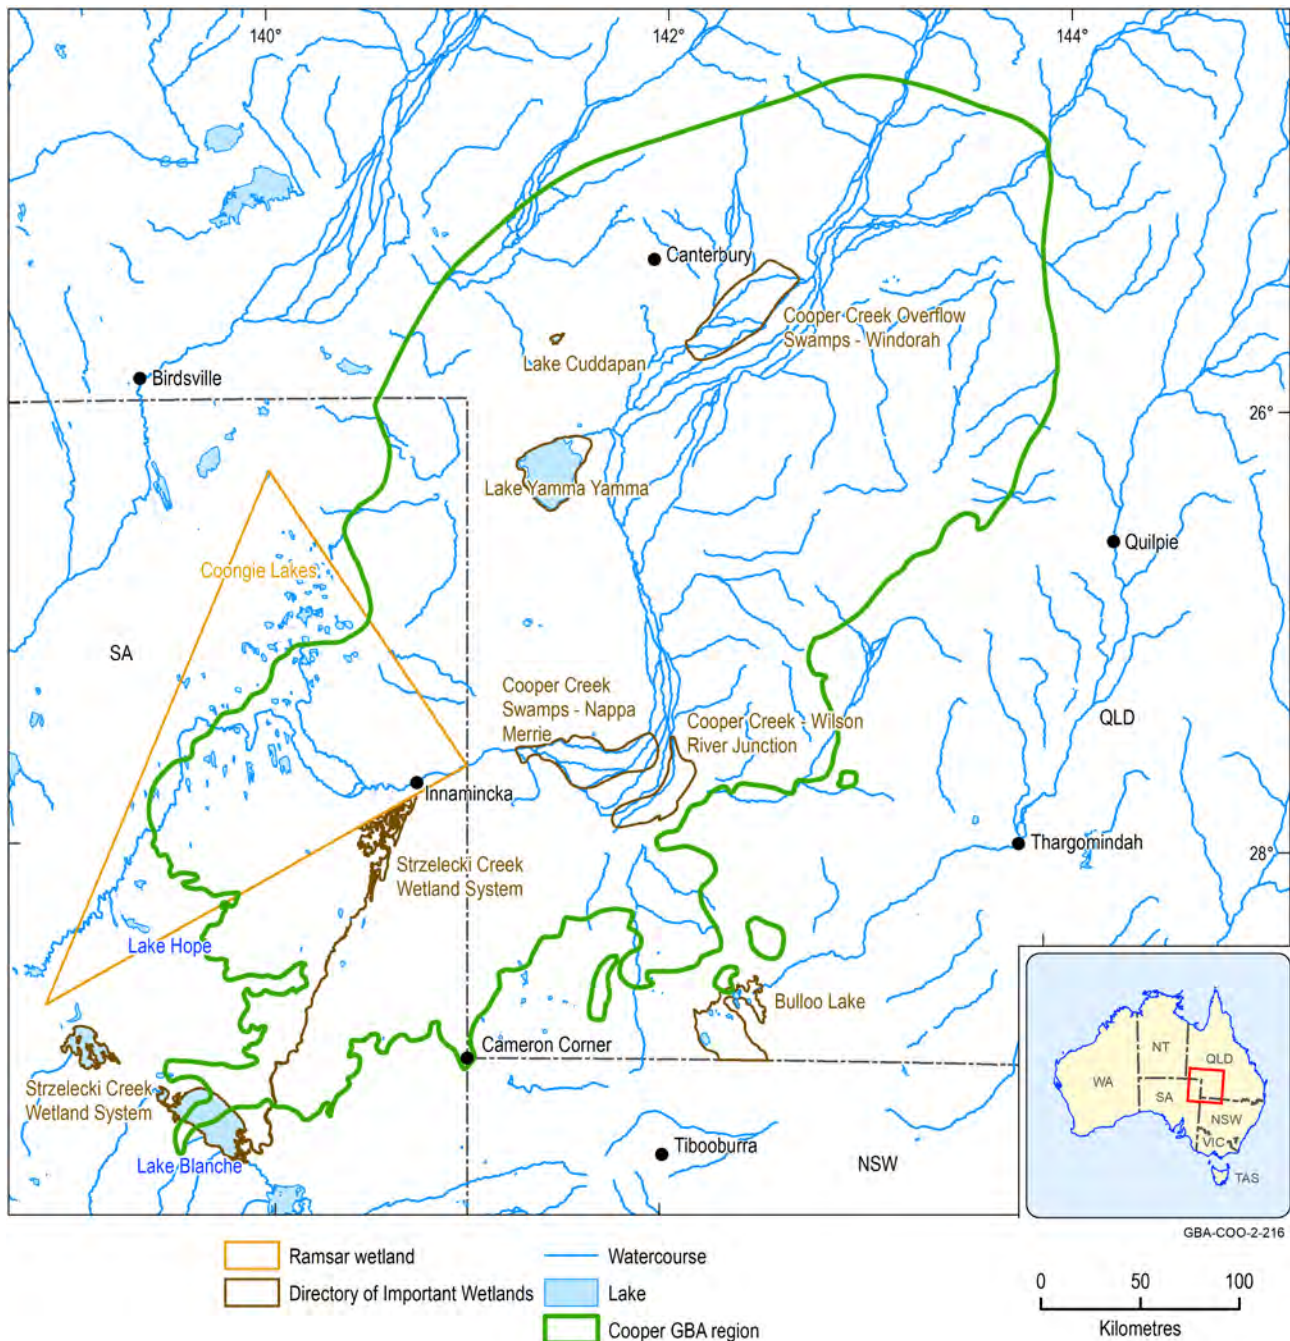 140°
142°
144°
Canterbury
Cooper Creek Overflow
Swamps - Windorah
Lake Cuddapan
Birdsville
26°
Lake Yamma Yamma
Quilpie
Coongie Lakes
SA
Cooper Creek
Swamps - Nappa
Merrie
Cooper Creek - Wilson
River Junction
QLD
Innamincka
Thargomindah
28°
Strzelecki Creek
Wetland System
Lake Hope
Bulloo Lake
Cameron Corner
Strzelecki Creek
Wetland System
Lake Blanche
Tibooburra
NSW
NT
QLD
WA
SA
NSW
VIC
TAS
GBA-COO-2-216
Ramsar wetland
Directory of Important Wetlands
Watercourse
Lake
Cooper GBA region
0 50 100
Kilometres